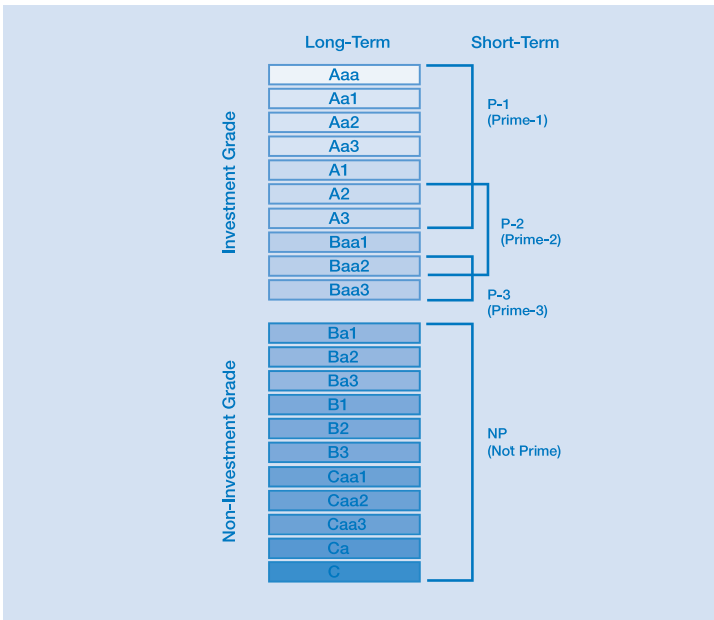 Long-Term
Short-Term
Investment Grade
Aaa
Aa1
Aa2
Aa3
A1
A2
A3
Baa1
Baa2
Baa3
P-1
(Prime-1)
P-2
(Prime-2)
P-3
(Prime-3)
Non-Investment Grade
Ba1
Ba2
Ba3
B1
B2
B3
Caa1
Caa2
Caa3
Ca
C
NP
(Not Prime)